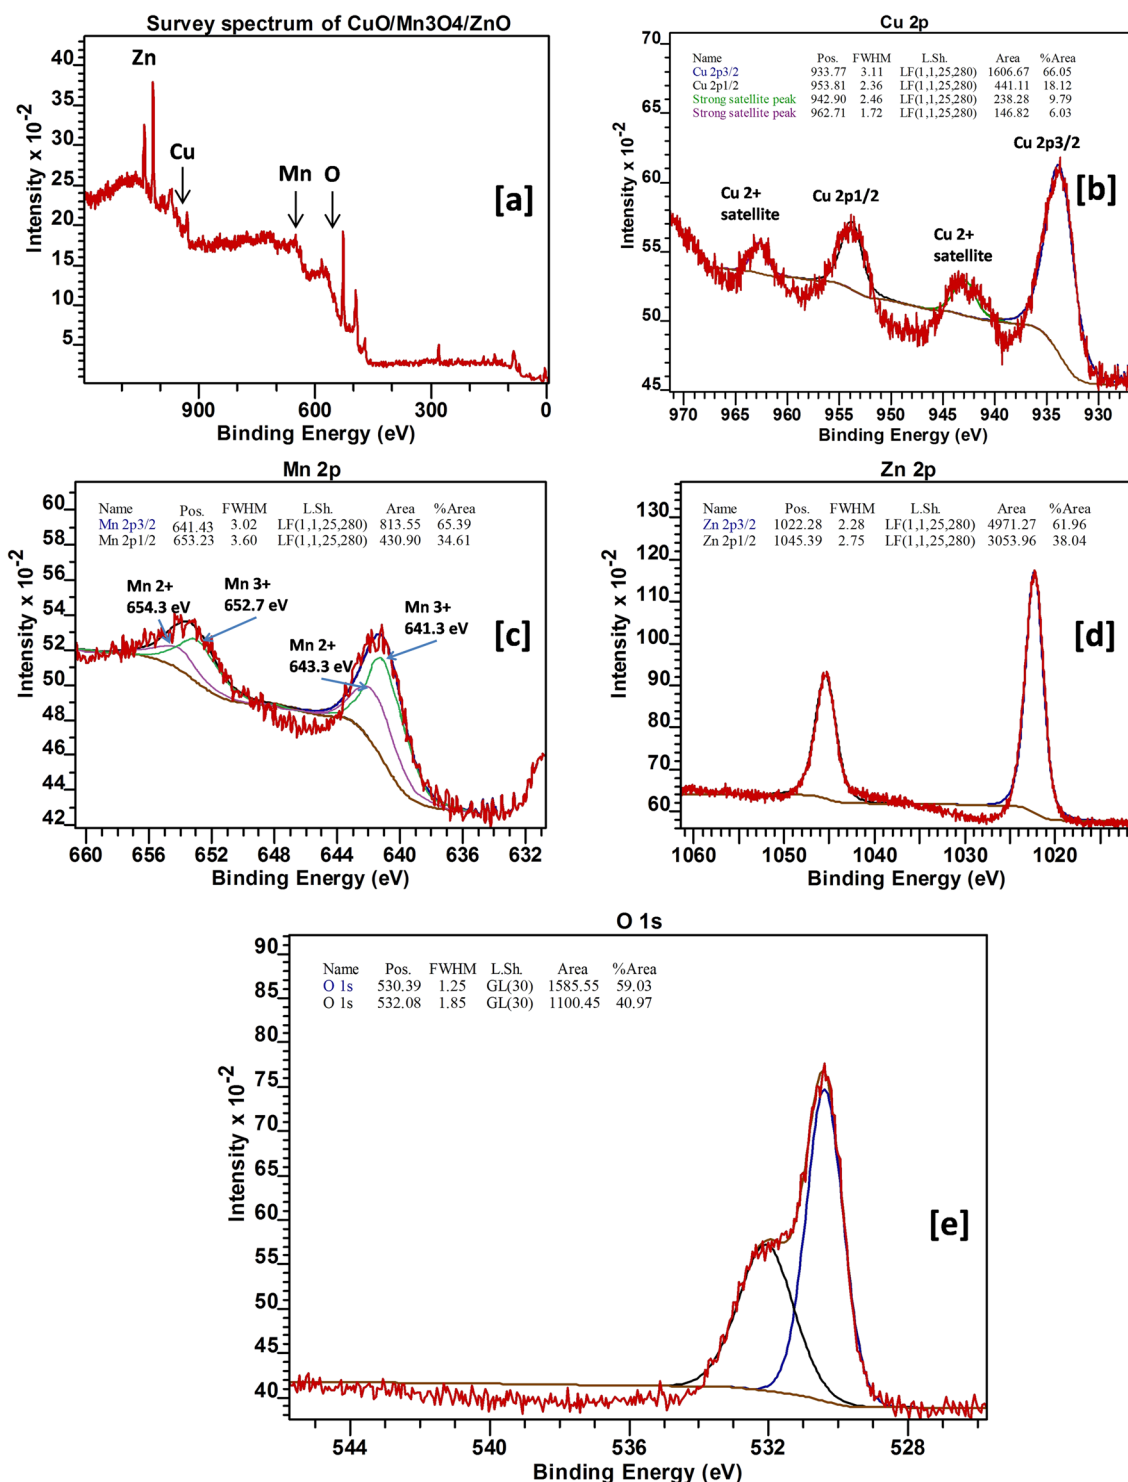 Survey spectrum of CuO/Mn3O4/ZnO
Intensity x 10-2
40
35
30
25
20
15
10
5
Zn
Cu
Mn
O
[a]
900
600
300
0
Binding Energy (eV)
Cu 2p
Intensity x 10-2
70
65
60
55
50
45
Name Pos. FWHM L.Sh. Area %Area
Cu 2p3/2 933.77 3.11 LF(1,1,25,280) 1606.67 66.05
Cu 2p1/2 953.81 2.36 LF(1,1,25,280) 441.11 18.12
Strong satellite peak 942.90 2.46 LF(1,1,25,280) 238.28 9.79
Strong satellite peak 962.71 1.72 LF(1,1,25,280) 146.82 6.03
Cu 2p3/2
Cu 2+
satellite
Cu 2p1/2
Cu 2+
satellite
[b]
970 965 960 955 950 945 940 935 930
Binding Energy (eV)
Mn 2p
Intensity x 10-2
60
58
56
54
52
50
48
46
43
42
Name Pos. FWHM L.Sh. Area %Area
Mn 2p3/2 641.43 3.02 LF(1,1,25,280) 813.55 65.39
Mn 2p1/2 653.23 3.60 LF(1,1,25,280) 430.90 34.61
Mn 2+
654.3 eV
Mn 3+
652.7 eV
Mn 2+
643.3 eV
Mn 3+
641.3 eV
[c]
660 656 652 648 644 640 636 632
Binding Energy (eV)
Zn 2p
Intensity x 10-2
130
120
110
100
90
80
70
60
Name Pos. FWHM L.Sh. Area %Area
Zn 2p3/2 1022.28 2.28 LF(1,1,25,280) 4971.27 61.96
Zn 2p1/2 1045.39 2.75 LF(1,1,25,280) 3053.96 38.04
[d]
1060 1050 1040 1030 1020
Binding Energy (eV)
O 1s
Intensity x 10-2
90
85
80
75
70
65
60
55
50
45
40
Name Pos. FWHM L.Sh. Area %Area
O 1s 530.39 1.25 GL(30) 1585.55 59.03
O 1s 532.08 1.85 GL(30) 1100.45 40.97
[e]
544 540 536 532 528
Binding Energy (eV)